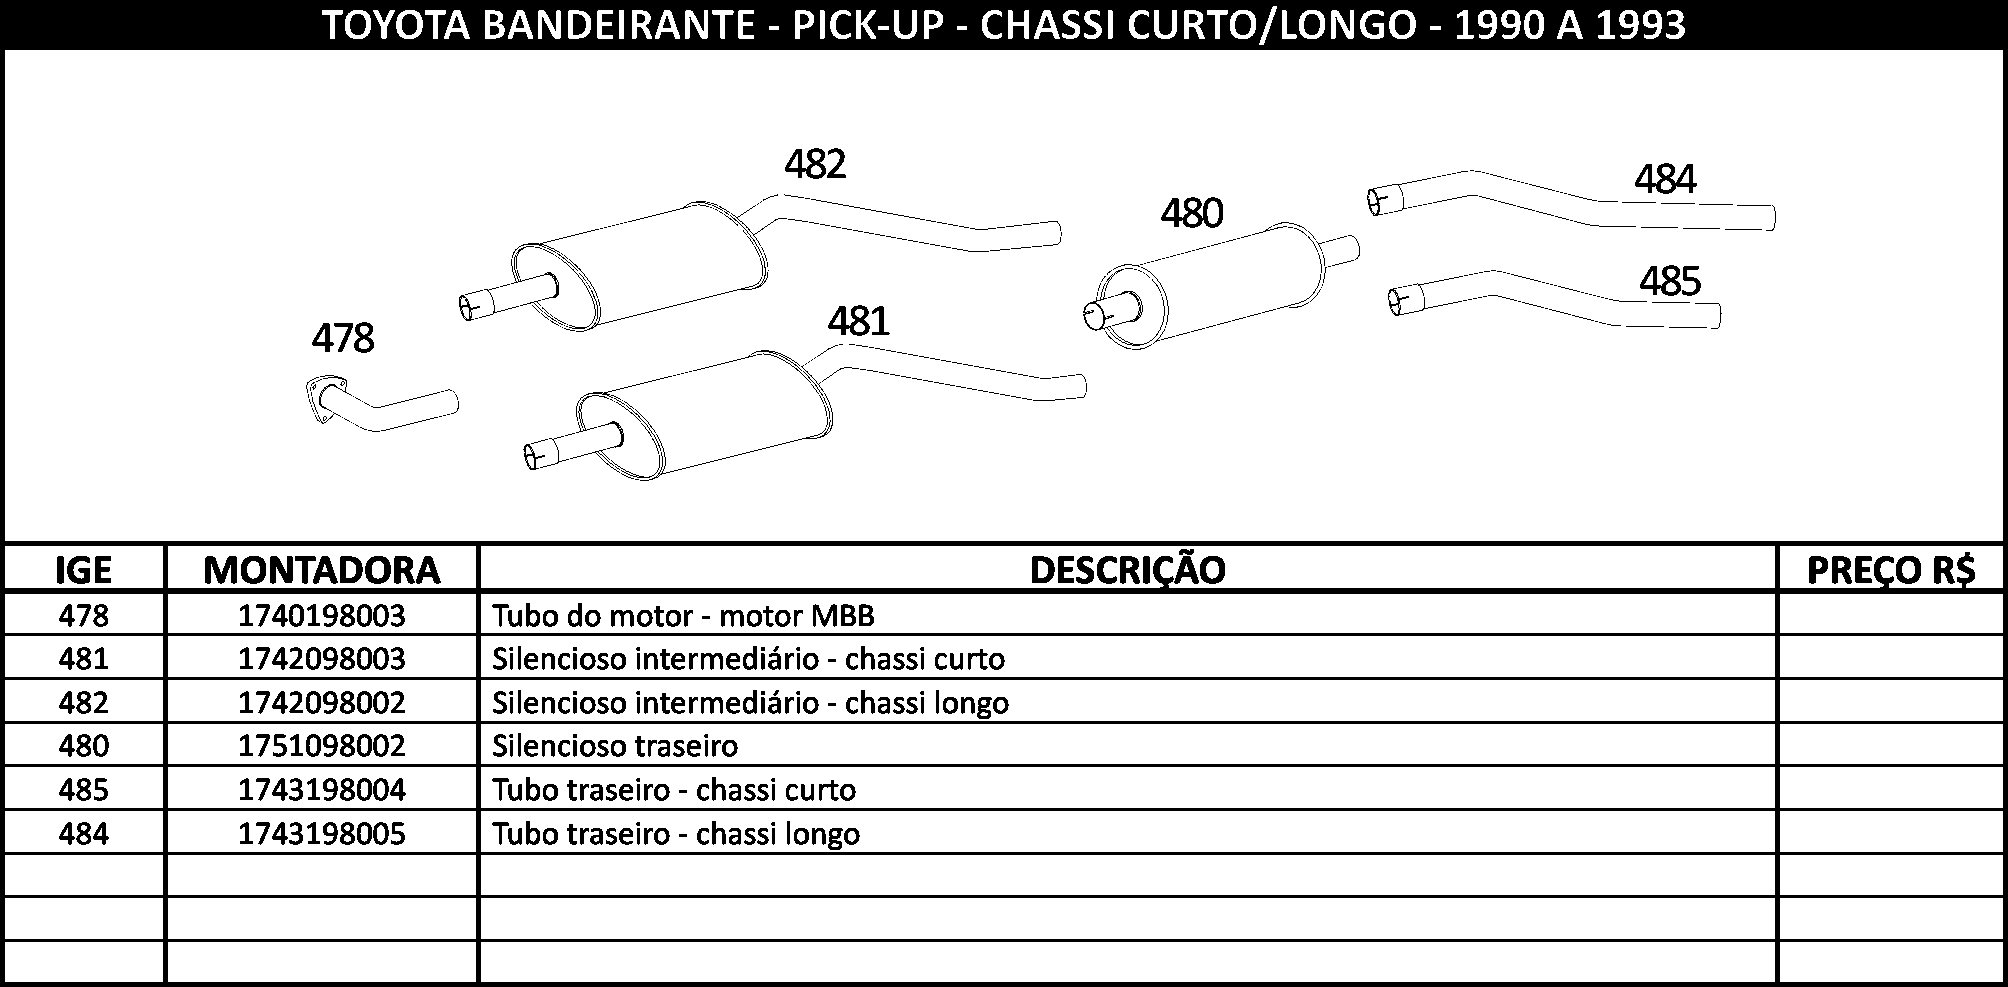 TOYOTA BANDEIRANTE - PICK-UP - CHASSI CURTO/LONGO - 1990 A 1993
482
484
480
485
481
478
IGE MONTADORA DESCRIÇÃO PREÇO R$
478 1740198003 Tubo do motor - motor MBB
481 1742098003 Silencioso intermediário - chassi curto
482 1742098002 Silencioso intermediário - chassi longo
480 1751098002 Silencioso traseiro
485 1743198004 Tubo traseiro - chassi curto
484 1743198005 Tubo traseiro - chassi longo